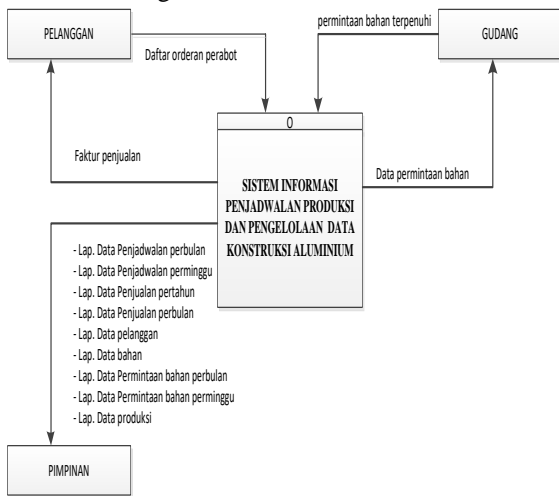 PELANGGAN
permintaan bahan terpenuhi
GUDANG
Daftar orderan perabot
O
Faktur penjualan
SISTEM INFORMASI
PENJADWALAN PRODUKSI
DAN PENGELOLAAN DATA
KONSTRUKSI ALUMINIUM
Data permintaan bahan
- Lap. Data Penjadwalan perbulan
- Lap. Data Penjadwalan perminggu
- Lap. Data Penjualan pertahun
- Lap. Data Penjualan perbulan
- Lap. Data pelanggan
- Lap. Data bahan
- Lap. Data Permintaan bahan perbulan
- Lap. Data Permintaan bahan perminggu
- Lap. Data produksi
PIMPINAN